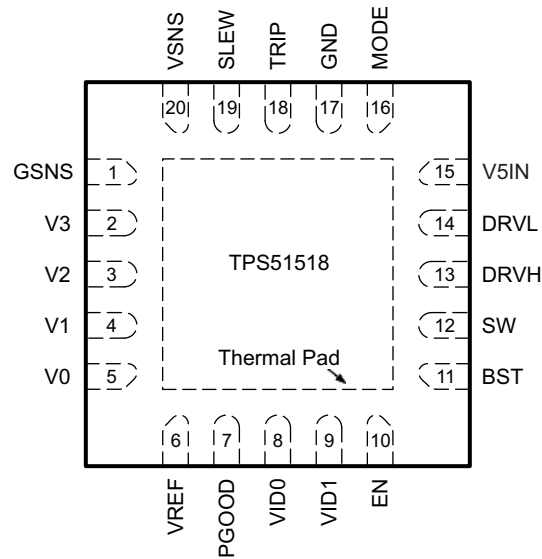 VSNS
SLEW
TRIP
GND
MODE
20
19
18
17
16
GSNS 1
15 V5IN
V3 2
14 DRVL
V2 3
TPS51518
13 DRVH
V1 4
12 SW
Thermal Pad
V0 5
11 BST
6
7
8
9
10
VREF
PGOOD
VID0
VID1
EN